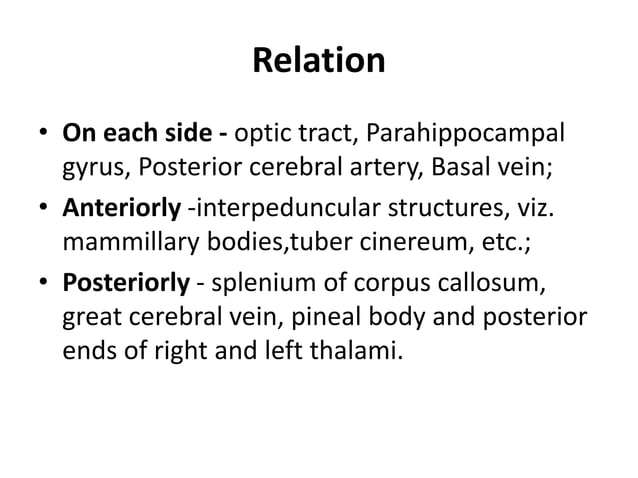 Relation
• On each side - optic tract, Parahippocampal
gyrus, Posterior cerebral artery, Basal vein;
• Anteriorly -interpeduncular structures, viz.
mammillary bodies,tuber cinereum, etc.;
• Posteriorly - splenium of corpus callosum,
great cerebral vein, pineal body and posterior
ends of right and left thalami.